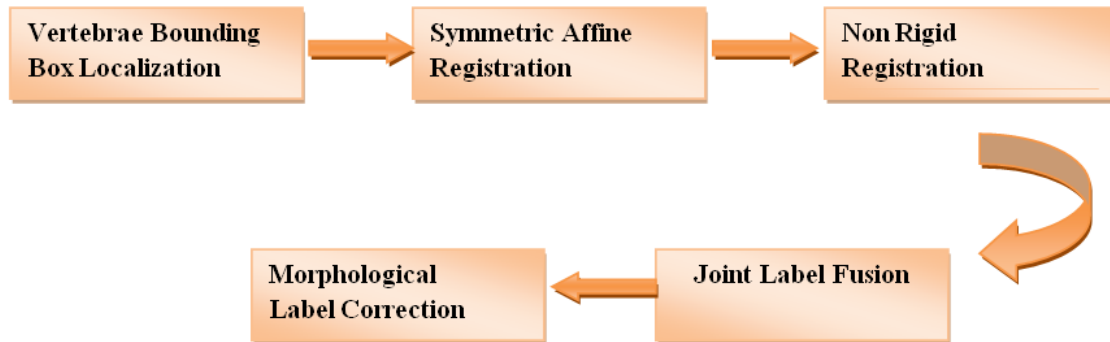 Vertebrae Bounding
Box Localization
Symmetric Affine
Registration
Non Rigid
Registration
Joint Label Fusion
Morphological
Label Correction